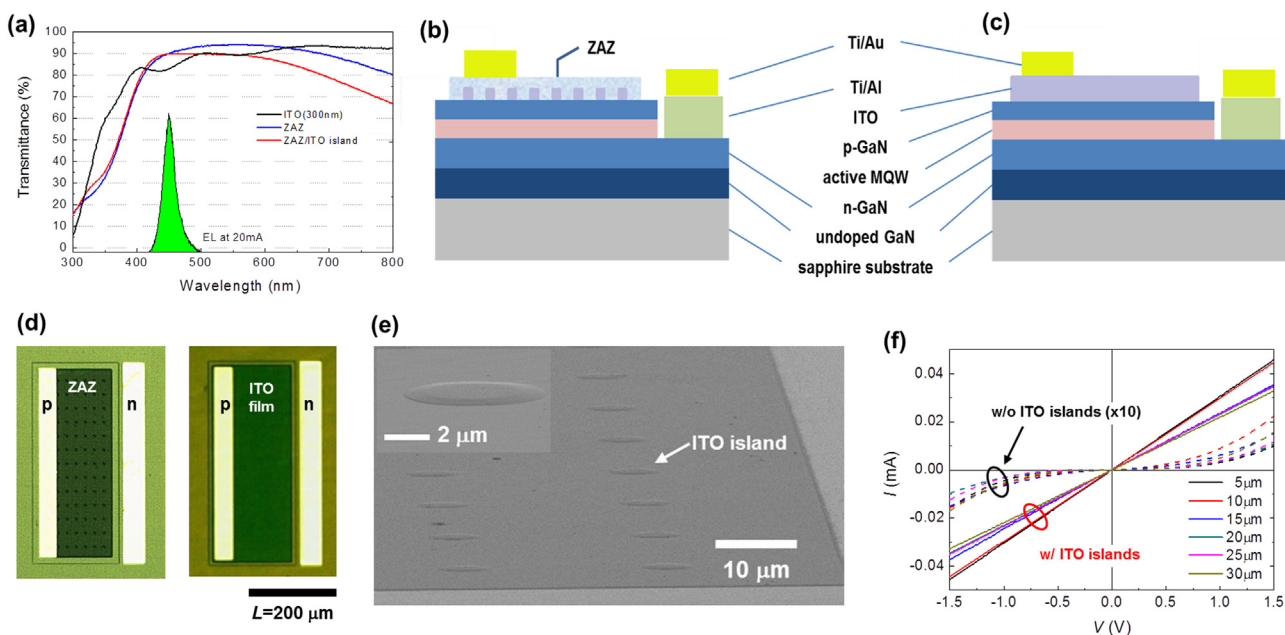 (a)
100
90
80
70
60
50
40
30
20
10
0
Transmittance (%)
ITO(300nm)
ZAZ
ZAZ/ITO island
EL at 20mA
300
400
500
600
700
800
Wavelength (nm)
(b)
ZAZ
Ti/Au
Ti/Al
ITO
p-GaN
active MQW
n-GaN
undoped GaN
sapphire substrate
(c)
(d)
p
ZAZ
n
p
ITO
film
n
L=200 μm
(e)
2 μm
ITO island
10 μm
(f)
0.04
0.02
0.00
-0.02
-0.04
I (mA)
w/o ITO islands (x10)
w/ ITO islands
5μm
10μm
15μm
20μm
25μm
30μm
-1.5
-1.0
-0.5
0.0
0.5
1.0
1.5
V (V)